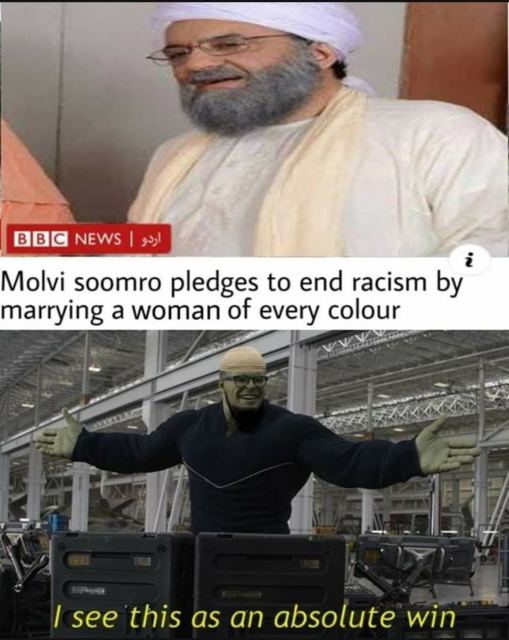 BBC NEWS | اردو
i
Molvi soomro pledges to end racism by
marrying a woman of every colour
I see this as an absolute win